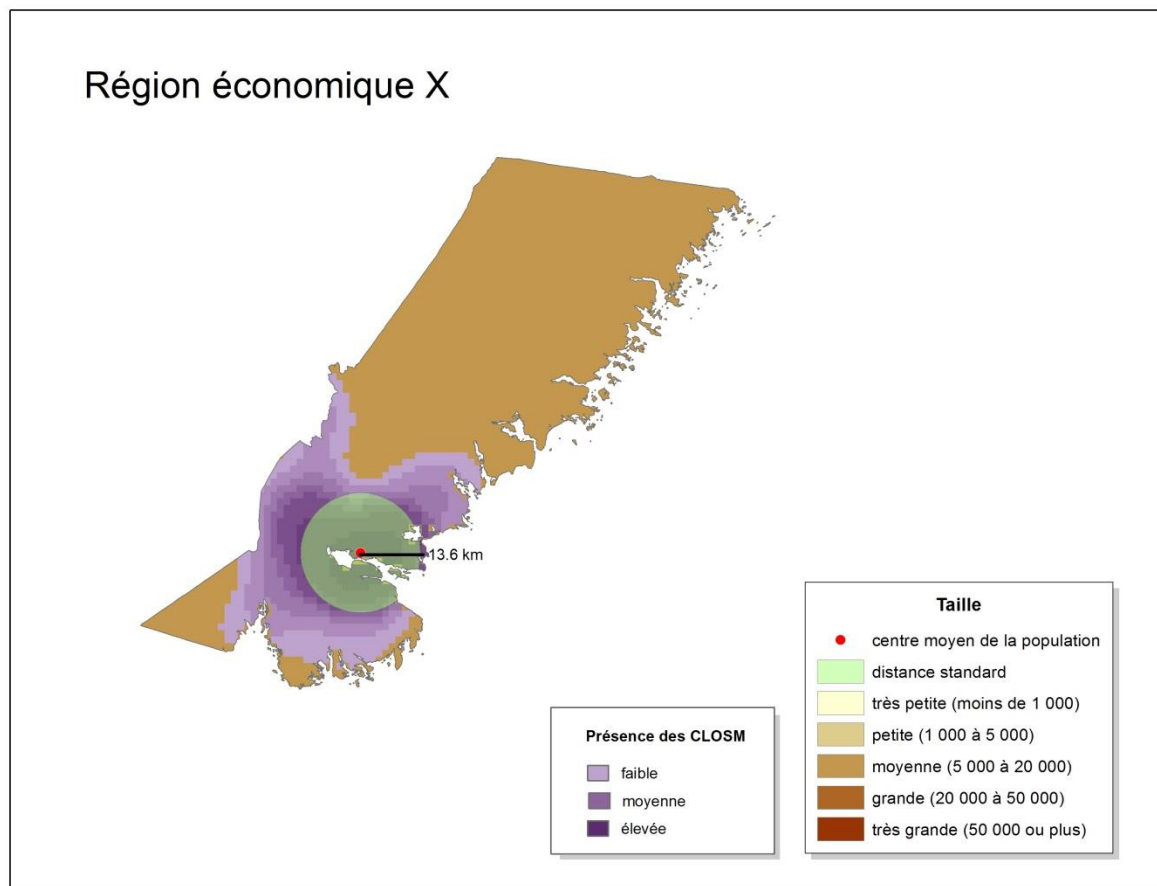 Région économique X
13.6 km
Présence des CLOSM
faible
moyenne
élevée
Taille
centre moyen de la population
distance standard
très petite (moins de 1 000)
petite (1 000 à 5 000)
moyenne (5 000 à 20 000)
grande (20 000 à 50 000)
très grande (50 000 ou plus)